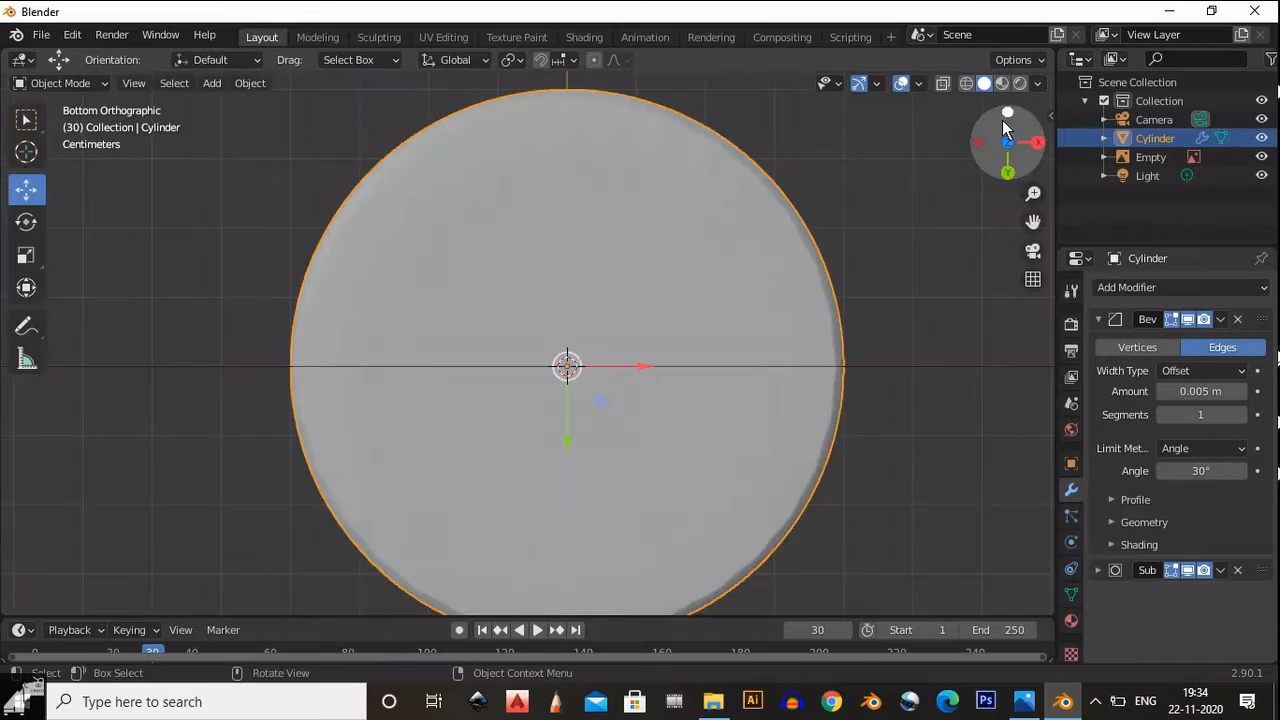 Blender
File Edit Render Window Help Layout Modeling Sculpting UV Editing Texture Paint Shading Animation Rendering Compositing Scripting + Scene View Layer
Orientation: Default Drag: Select Box Global Options
Object Mode View Select Add Object
Bottom Orthographic
(30) Collection | Cylinder
Centimeters
X
Y
Z
Scene Collection
Collection
Camera
Cylinder
Empty
Light
Cylinder
Add Modifier
Bev
Vertices Edges
Width Type Offset
Amount 0.005 m
Segments 1
Limit Met... Angle
Angle 30°
Profile
Geometry
Shading
Sub
Playback Keying View Marker 30 Start 1 End 250
0 20 30 40 60 80 100 120 140 160 180 200 220 240
Select Box Select Rotate View Object Context Menu 2.90.1
Type here to search Ai Ps ENG 19:34
22-11-2020